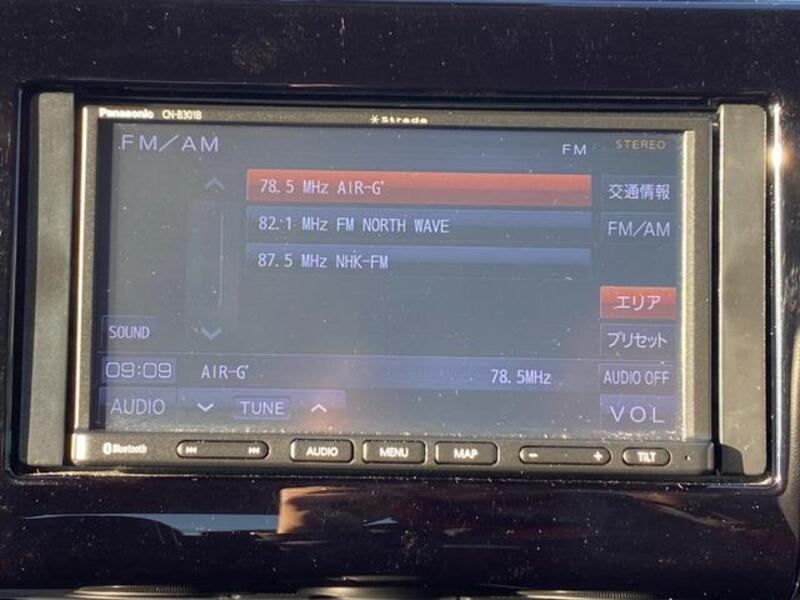 Panasonic CN-B301B
Strada
FM/AM
FM STEREO
78.5 MHz AIR-G'
交通情報
82.1 MHz FM NORTH WAVE
FM/AM
87.5 MHz NHK-FM
エリア
SOUND
プリセット
09:09 AIR-G' 78.5MHz AUDIO OFF
AUDIO TUNE VOL
Bluetooth AUDIO MENU MAP - + TILT